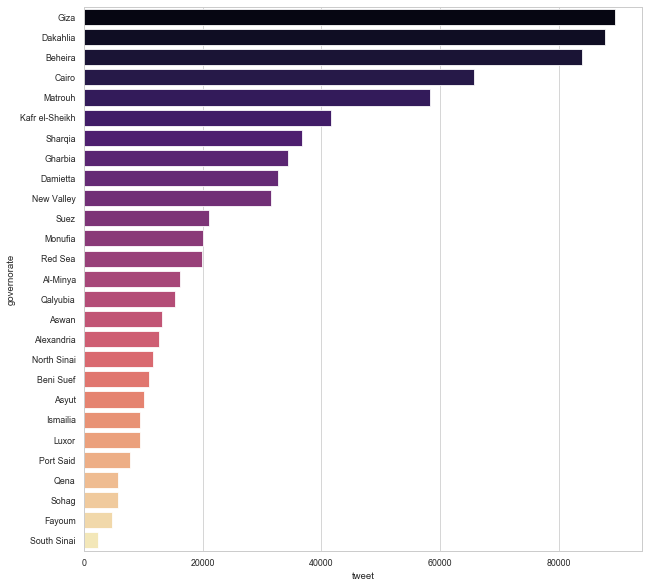 Giza
Dakahlia
Beheira
Cairo
Matrouh
Kafr el-Sheikh
Sharqia
Gharbia
Damietta
New Valley
Suez
Monufia
Red Sea
Al-Minya
Qalyubia
Aswan
Alexandria
North Sinai
Beni Suef
Asyut
Ismailia
Luxor
Port Said
Qena
Sohag
Fayoum
South Sinai
governorate
0 20000 40000 60000 80000
tweet